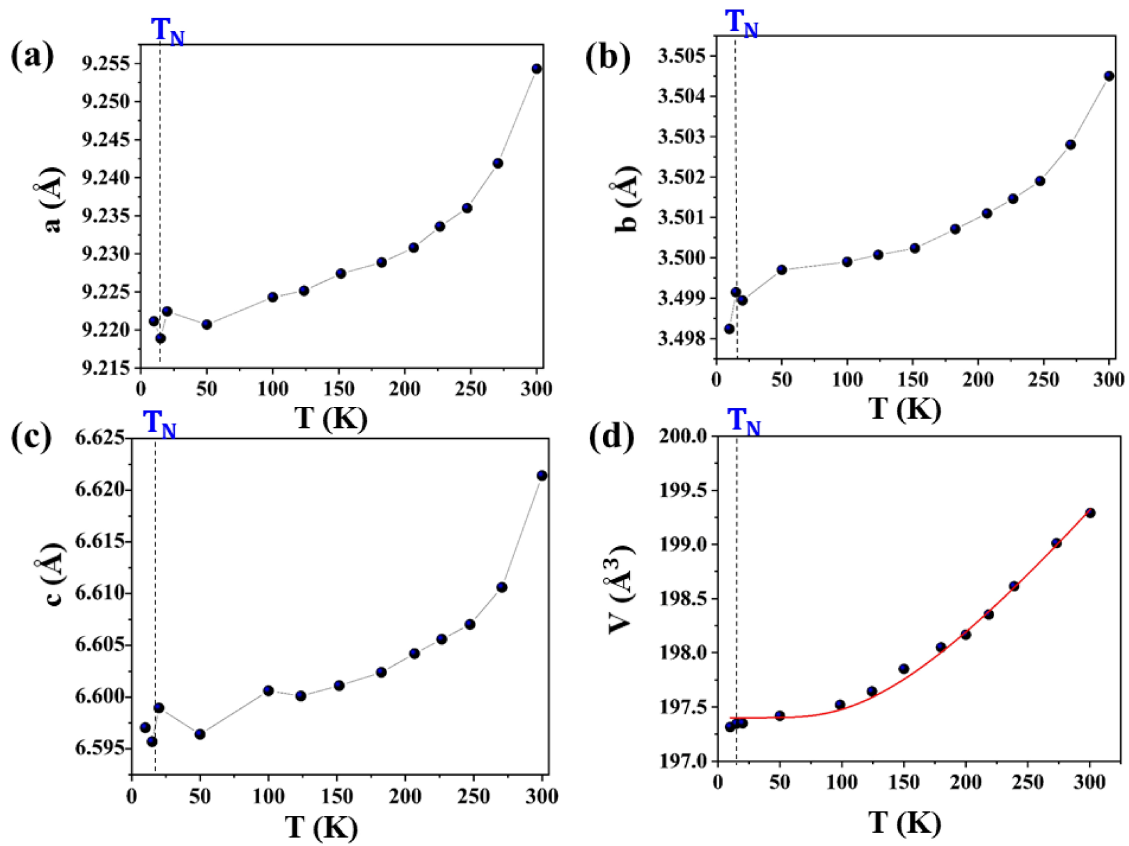 (a)
T_N
9.255
9.250
9.245
9.240
9.235
9.230
9.225
9.220
9.215
a (Å)
0 50 100 150 200 250 300
T (K)
(b)
T_N
3.505
3.504
3.503
3.502
3.501
3.500
3.499
3.498
b (Å)
0 50 100 150 200 250 300
T (K)
(c)
T_N
6.625
6.620
6.615
6.610
6.605
6.600
6.595
c (Å)
0 50 100 150 200 250 300
T (K)
(d)
T_N
200.0
199.5
199.0
198.5
198.0
197.5
197.0
V (Å³)
0 50 100 150 200 250 300
T (K)